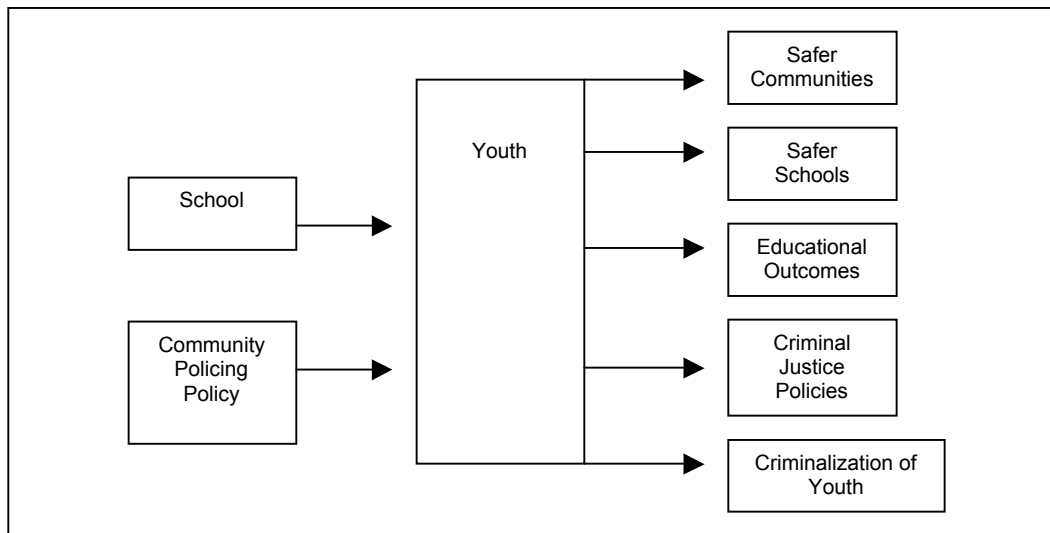 School
Community
Policing
Policy
Youth
Safer
Communities
Safer
Schools
Educational
Outcomes
Criminal
Justice
Policies
Criminalization of
Youth